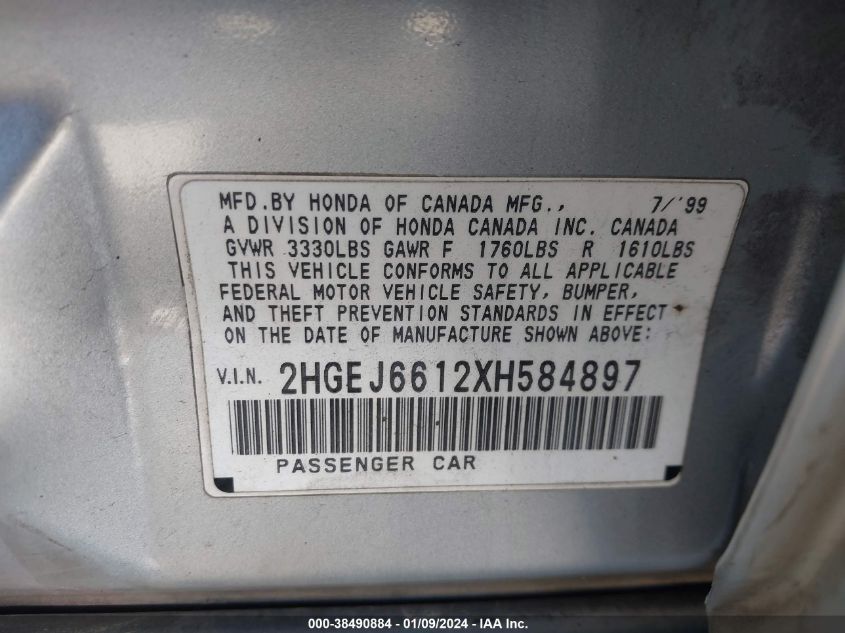 MFD.BY HONDA OF CANADA MFG., 7/'99
A DIVISION OF HONDA CANADA INC. CANADA
GVWR 3330LBS GAWR F 1760LBS R 1610LBS
THIS VEHICLE CONFORMS TO ALL APPLICABLE
FEDERAL MOTOR VEHICLE SAFETY, BUMPER,
AND THEFT PREVENTION STANDARDS IN EFFECT
ON THE DATE OF MANUFACTURE SHOWN ABOVE:
V.I.N. 2HGEJ6612XH584897
PASSENGER CAR
000-38490884 - 01/09/2024 - IAA, Inc.